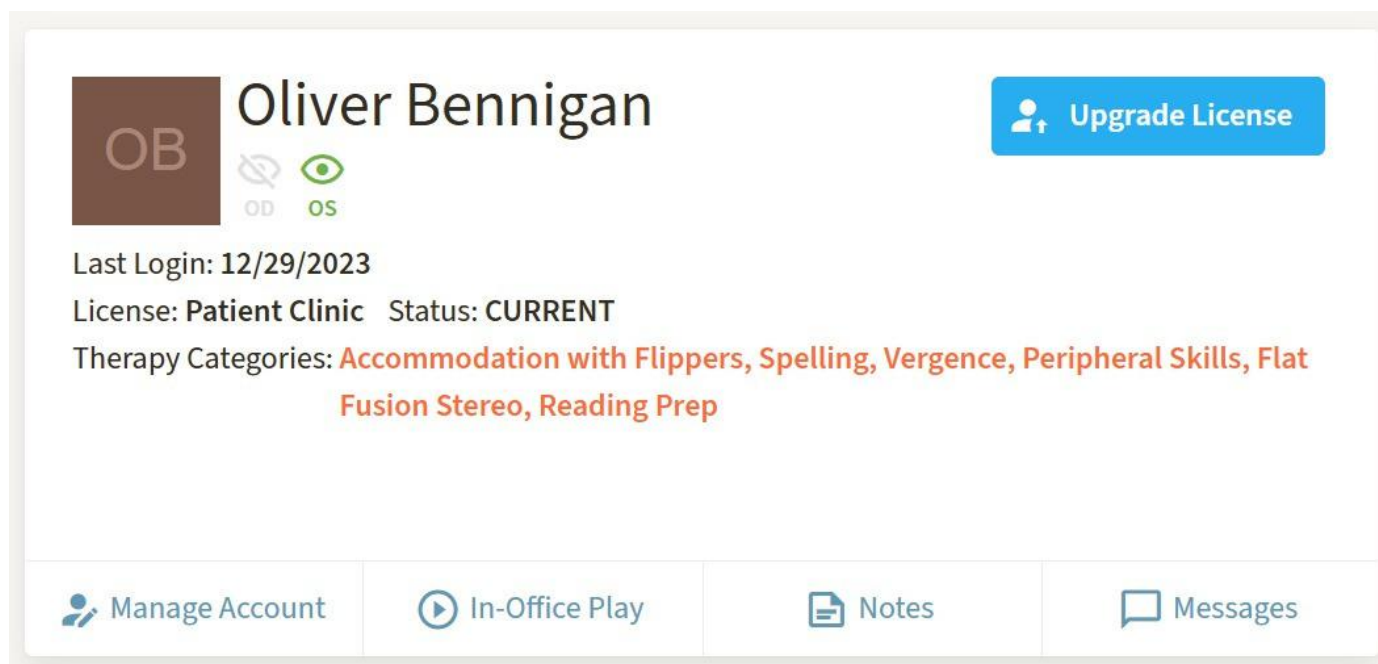 OB
Oliver Bennigan
Upgrade License
OD OS
Last Login: 12/29/2023
License: Patient Clinic Status: CURRENT
Therapy Categories: Accommodation with Flippers, Spelling, Vergence, Peripheral Skills, Flat
Fusion Stereo, Reading Prep
Manage Account In-Office Play Notes Messages